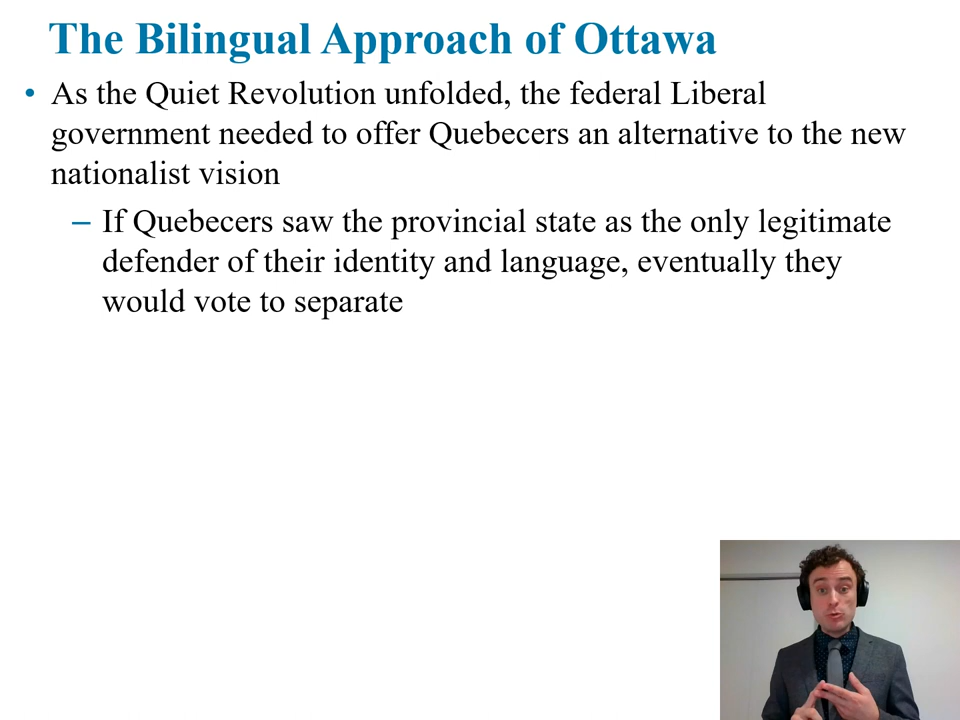 The Bilingual Approach of Ottawa
• As the Quiet Revolution unfolded, the federal Liberal
government needed to offer Quebecers an alternative to the new
nationalist vision
– If Quebecers saw the provincial state as the only legitimate
defender of their identity and language, eventually they
would vote to separate